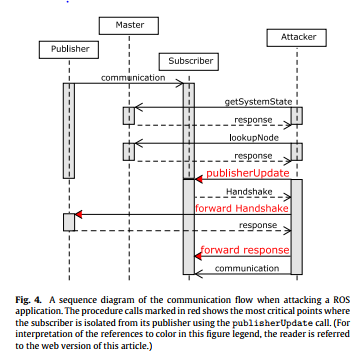 Master
Attacker
Publisher
Subscriber
communication
getSystemState
response
lookupNode
response
publisherUpdate
Handshake
forward Handshake
response
forward response
communication
Fig. 4. A sequence diagram of the communication flow when attacking a ROS
application. The procedure calls marked in red shows the most critical points where
the subscriber is isolated from its publisher using the publisherUpdate call. (For
interpretation of the references to color in this figure legend, the reader is referred
to the web version of this article.)